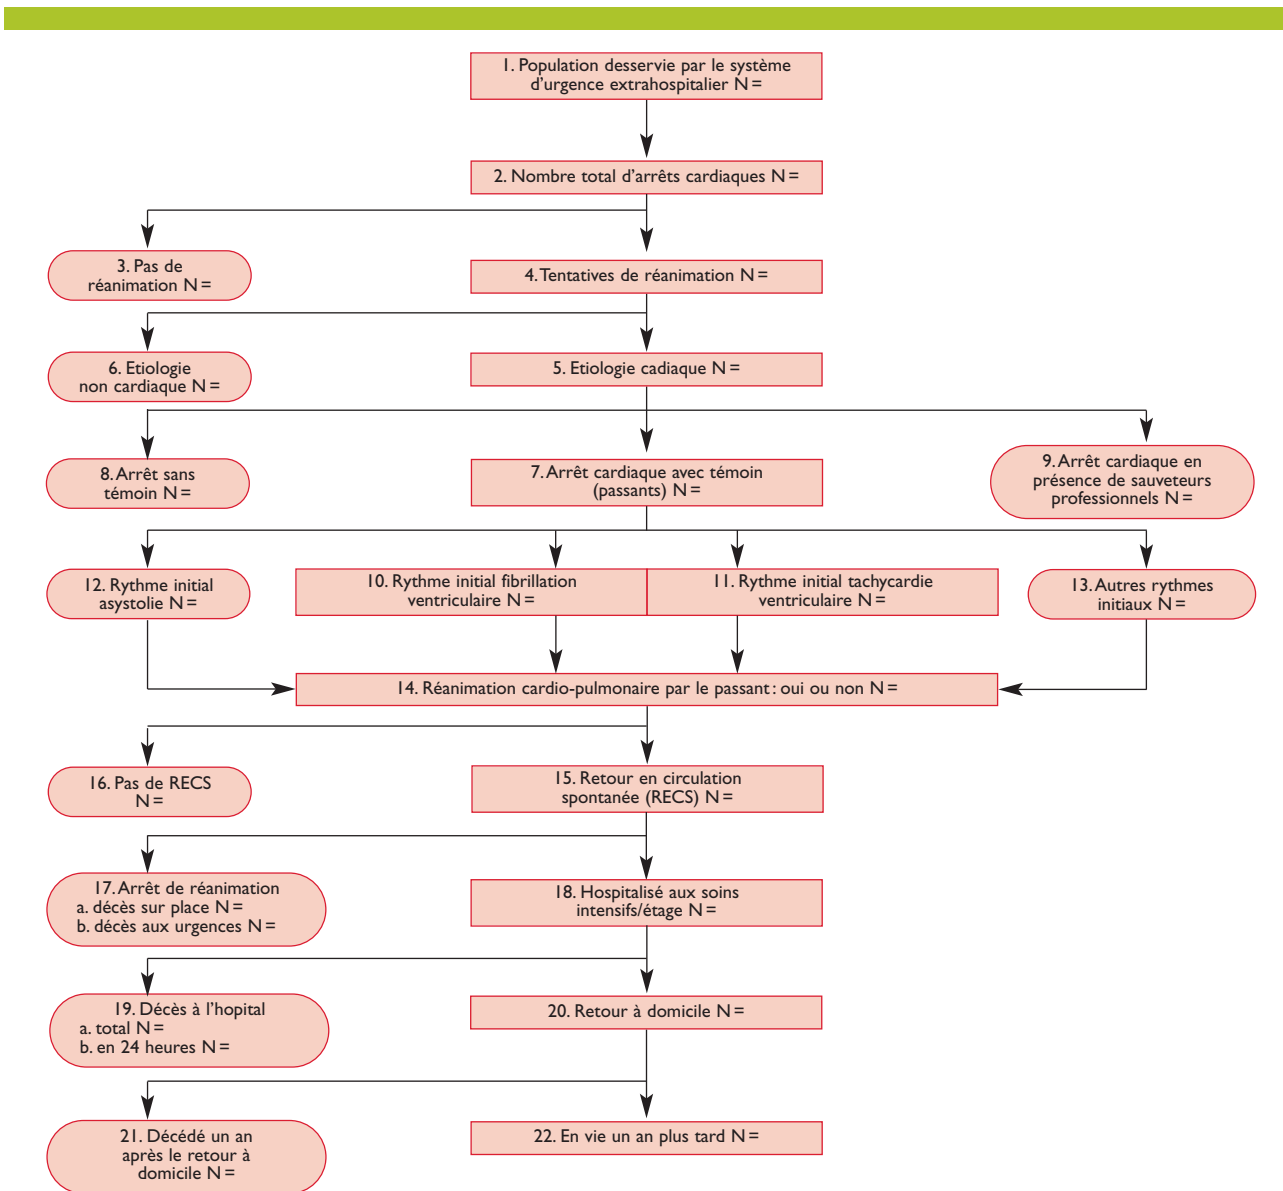 1. Population desservie par le système
d'urgence extrahospitalier N =
2. Nombre total d'arrêts cardiaques N =
3. Pas de
réanimation N =
4. Tentatives de réanimation N =
6. Etiologie
non cardiaque N =
5. Etiologie cadiaque N =
8. Arrêt sans
témoin N =
7. Arrêt cardiaque avec témoin
(passants) N =
9. Arrêt cardiaque en
présence de sauveteurs
professionnels N =
12. Rythme initial
asystolie N =
10. Rythme initial fibrillation
ventriculaire N =
11. Rythme initial tachycardie
ventriculaire N =
13. Autres rythmes
initiaux N =
14. Réanimation cardio-pulmonaire par le passant : oui ou non N =
16. Pas de RECS
N =
15. Retour en circulation
spontanée (RECS) N =
17. Arrêt de réanimation
a. décès sur place N =
b. décès aux urgences N =
18. Hospitalisé aux soins
intensifs/étage N =
19. Décès à l'hopital
a. total N =
b. en 24 heures N =
20. Retour à domicile N =
21. Décédé un an
après le retour à
domicile N =
22. En vie un an plus tard N =